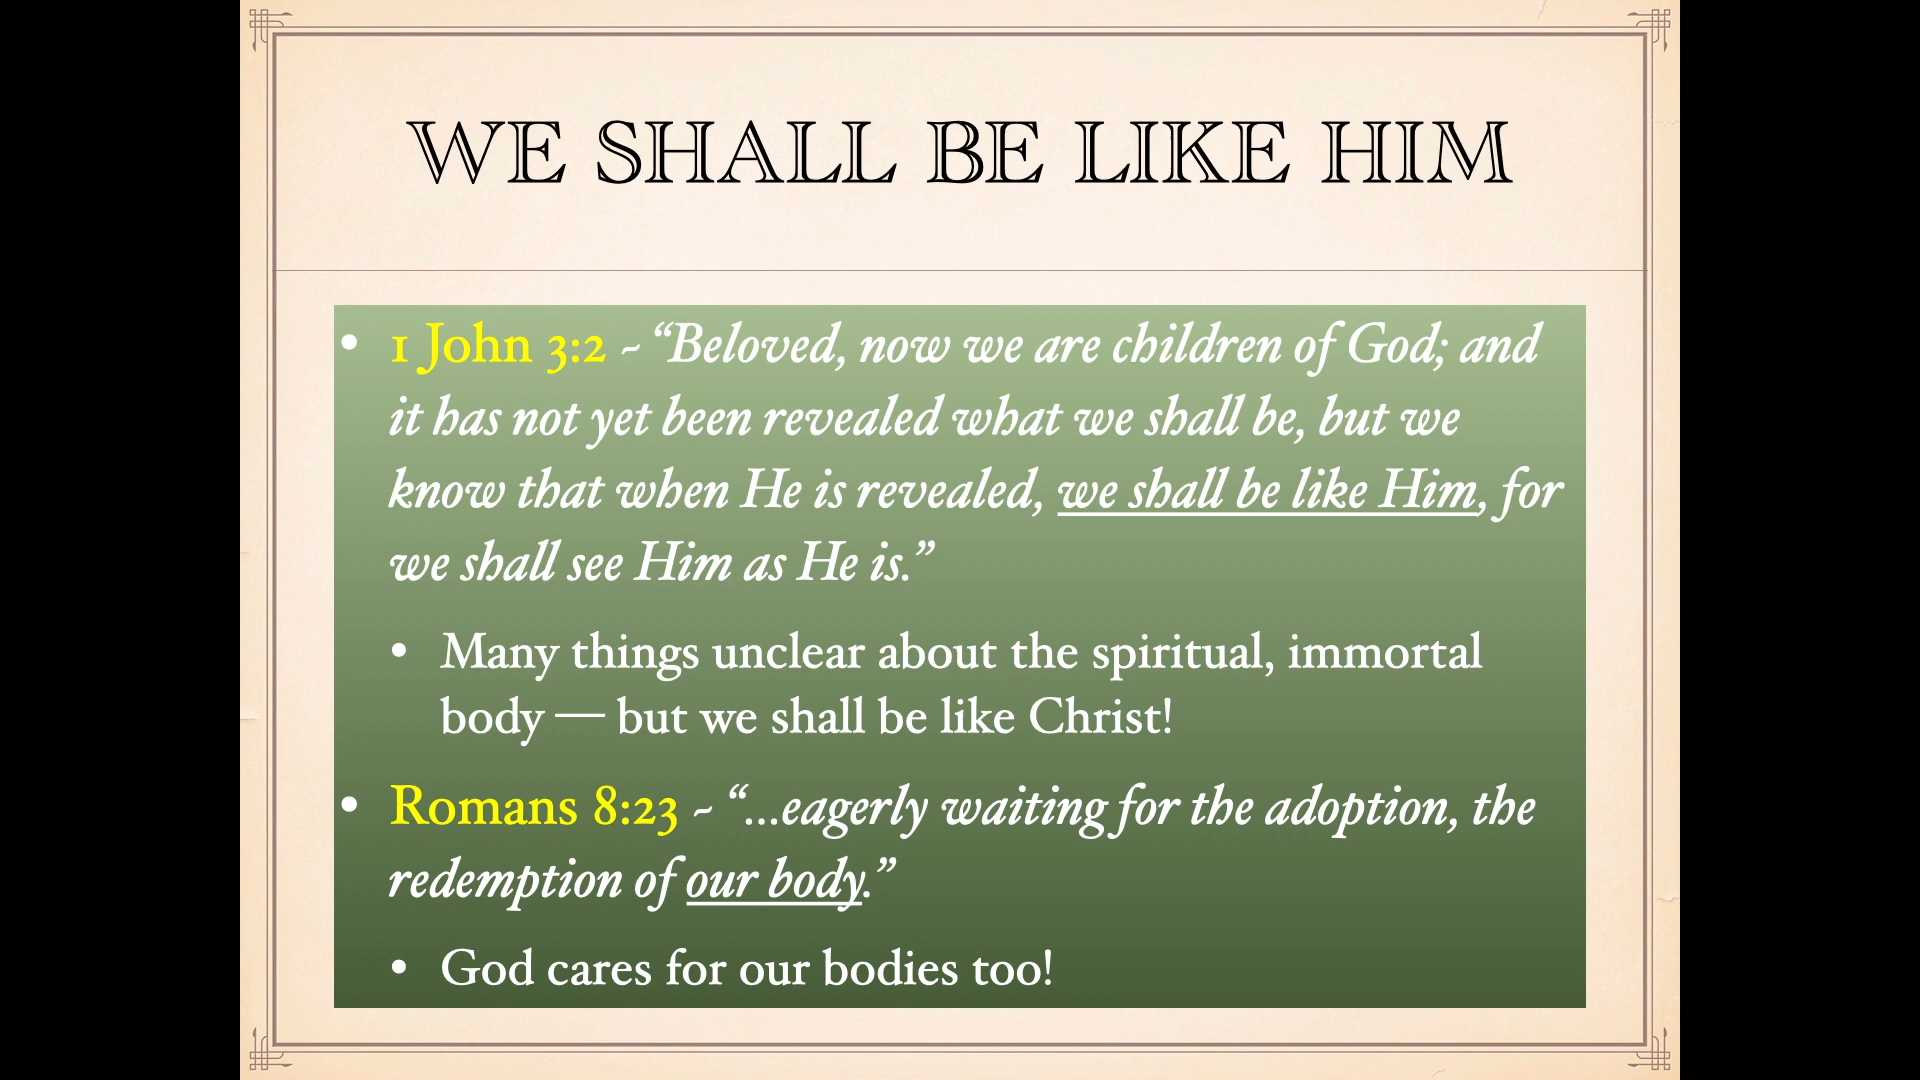 WE SHALL BE LIKE HIM
• 1 John 3:2 ~ “Beloved, now we are children of God; and
it has not yet been revealed what we shall be, but we
know that when He is revealed, we shall be like Him, for
we shall see Him as He is.”
• Many things unclear about the spiritual, immortal
body — but we shall be like Christ!
• Romans 8:23 ~ “…eagerly waiting for the adoption, the
redemption of our body.”
• God cares for our bodies too!